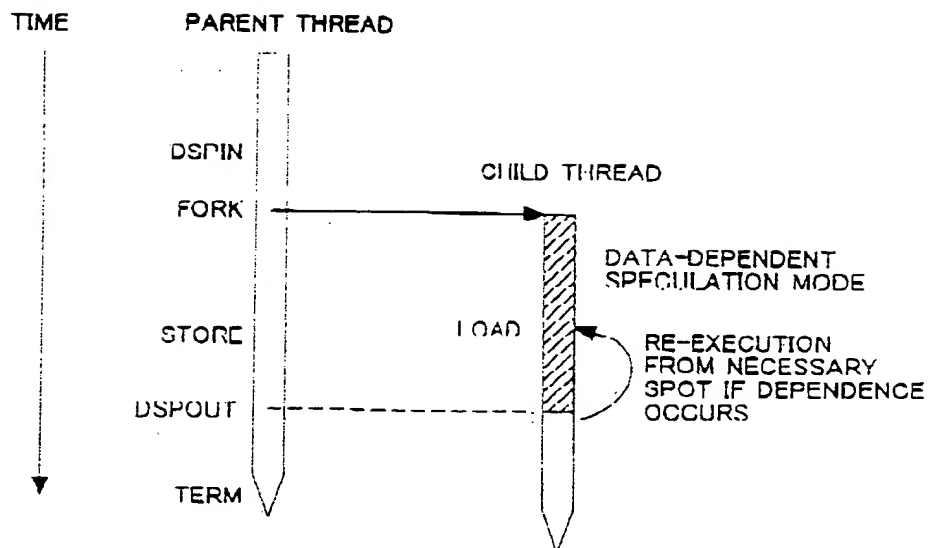 TIME
PARENT THREAD
DSPIN
CHILD THREAD
FORK
DATA-DEPENDENT
SPECULATION MODE
STORE
LOAD
RE-EXECUTION
FROM NECESSARY
SPOT IF DEPENDENCE
OCCURS
DSPOUT
TERM